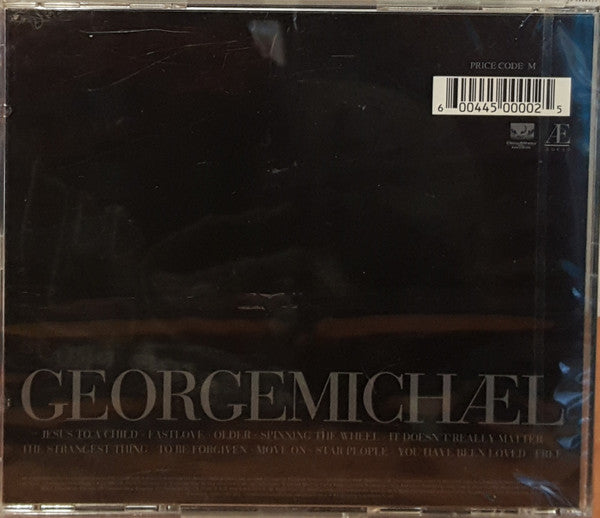 PRICE CODE M
6 00445 00002 5
Æ
GEORGEMICHÆL
· JESUS TO A CHILD · FASTLOVE · OLDER · SPINNING THE WHEEL · IT DOESN'T REALLY MATTER
THE STRANGEST THING · TO BE FORGIVEN · MOVE ON · STAR PEOPLE · YOU HAVE BEEN LOVED · FREE